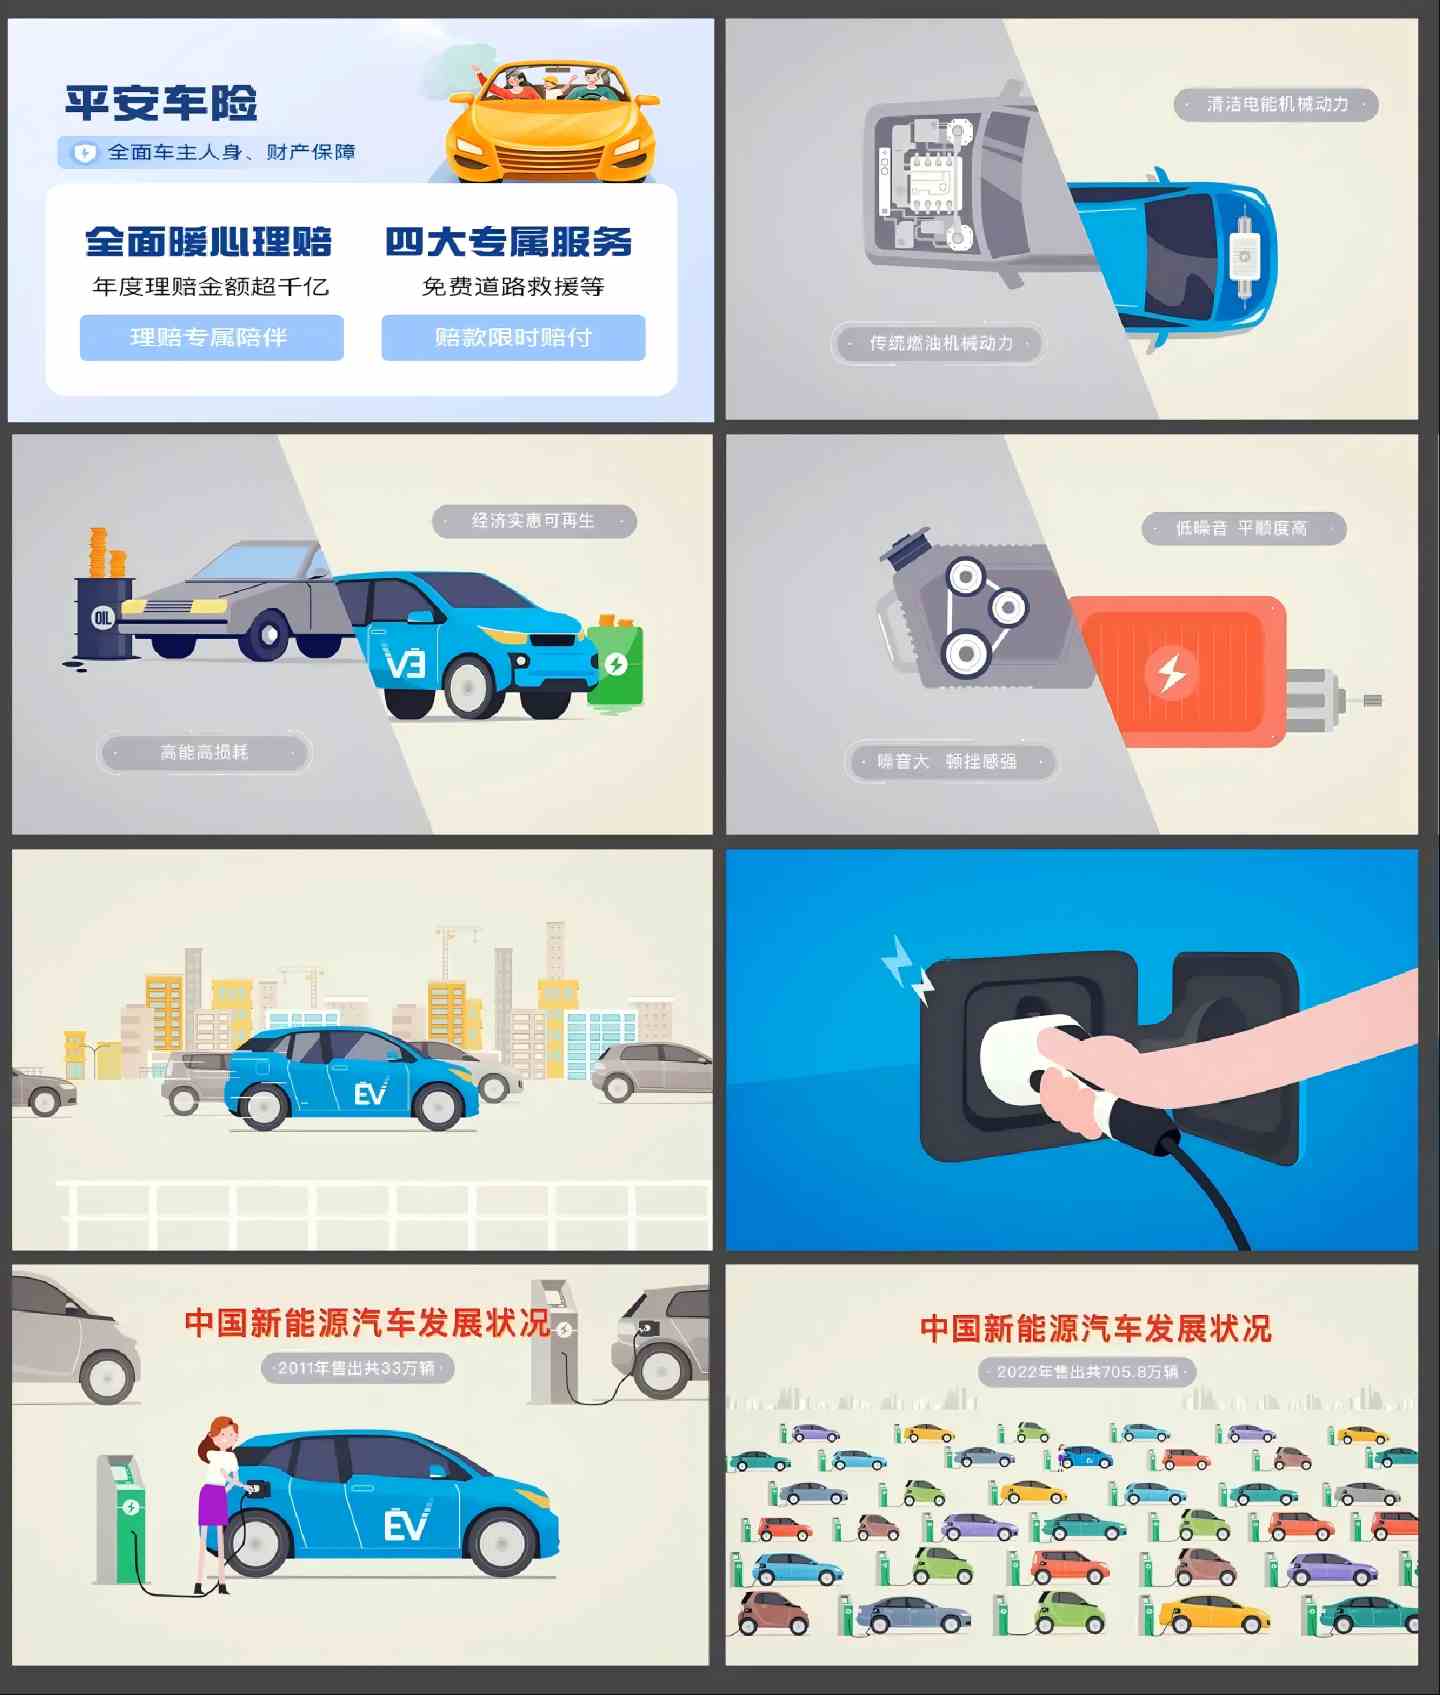 平安车险
全面车主人身、财产保障
全面暖心理赔
年度理赔金额超千亿
理赔专属陪伴
四大专属服务
免费道路救援等
赔款限时赔付
清洁电能机械动力
传统燃油机械动力
经济实惠可再生
OIL
V3
高能高损耗
低噪音 平顺度高
噪音大 顿挫感强
EV
中国新能源汽车发展状况
·2011年售出共33万辆·
EV
中国新能源汽车发展状况
·2022年售出共705.8万辆·